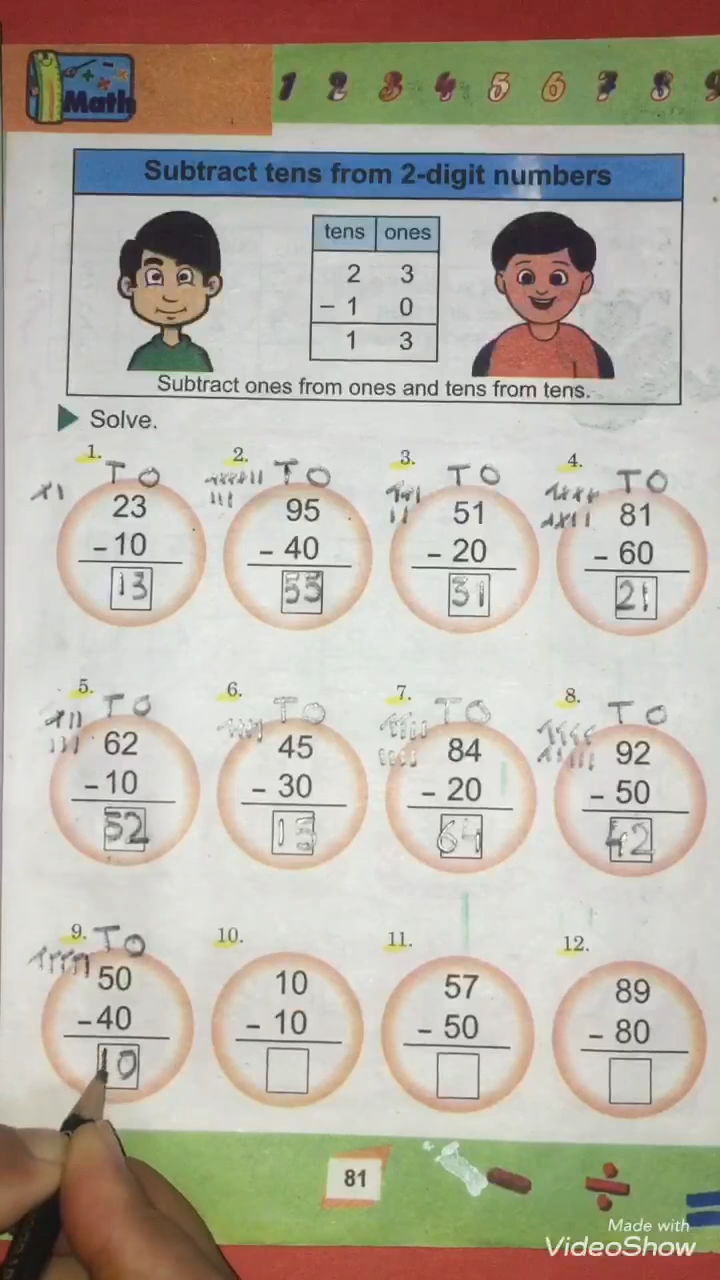 Math
1 2 3 4 5 6 7 8 9
Subtract tens from 2-digit numbers
tens ones
2 3
- 1 0
1 3
Subtract ones from ones and tens from tens.
Solve.
1. 2. 3. 4.
T O T O T O T O
23 95 51 81
- 10 - 40 - 20 - 60
13 55 31 21
5. 6. 7. 8.
T O T O T O T O
62 45 84 92
- 10 - 30 - 20 - 50
52 15 64 42
9. 10. 11. 12.
T O
50 10 57 89
- 40 - 10 - 50 - 80
10
81
- ÷ =
Made with
VideoShow